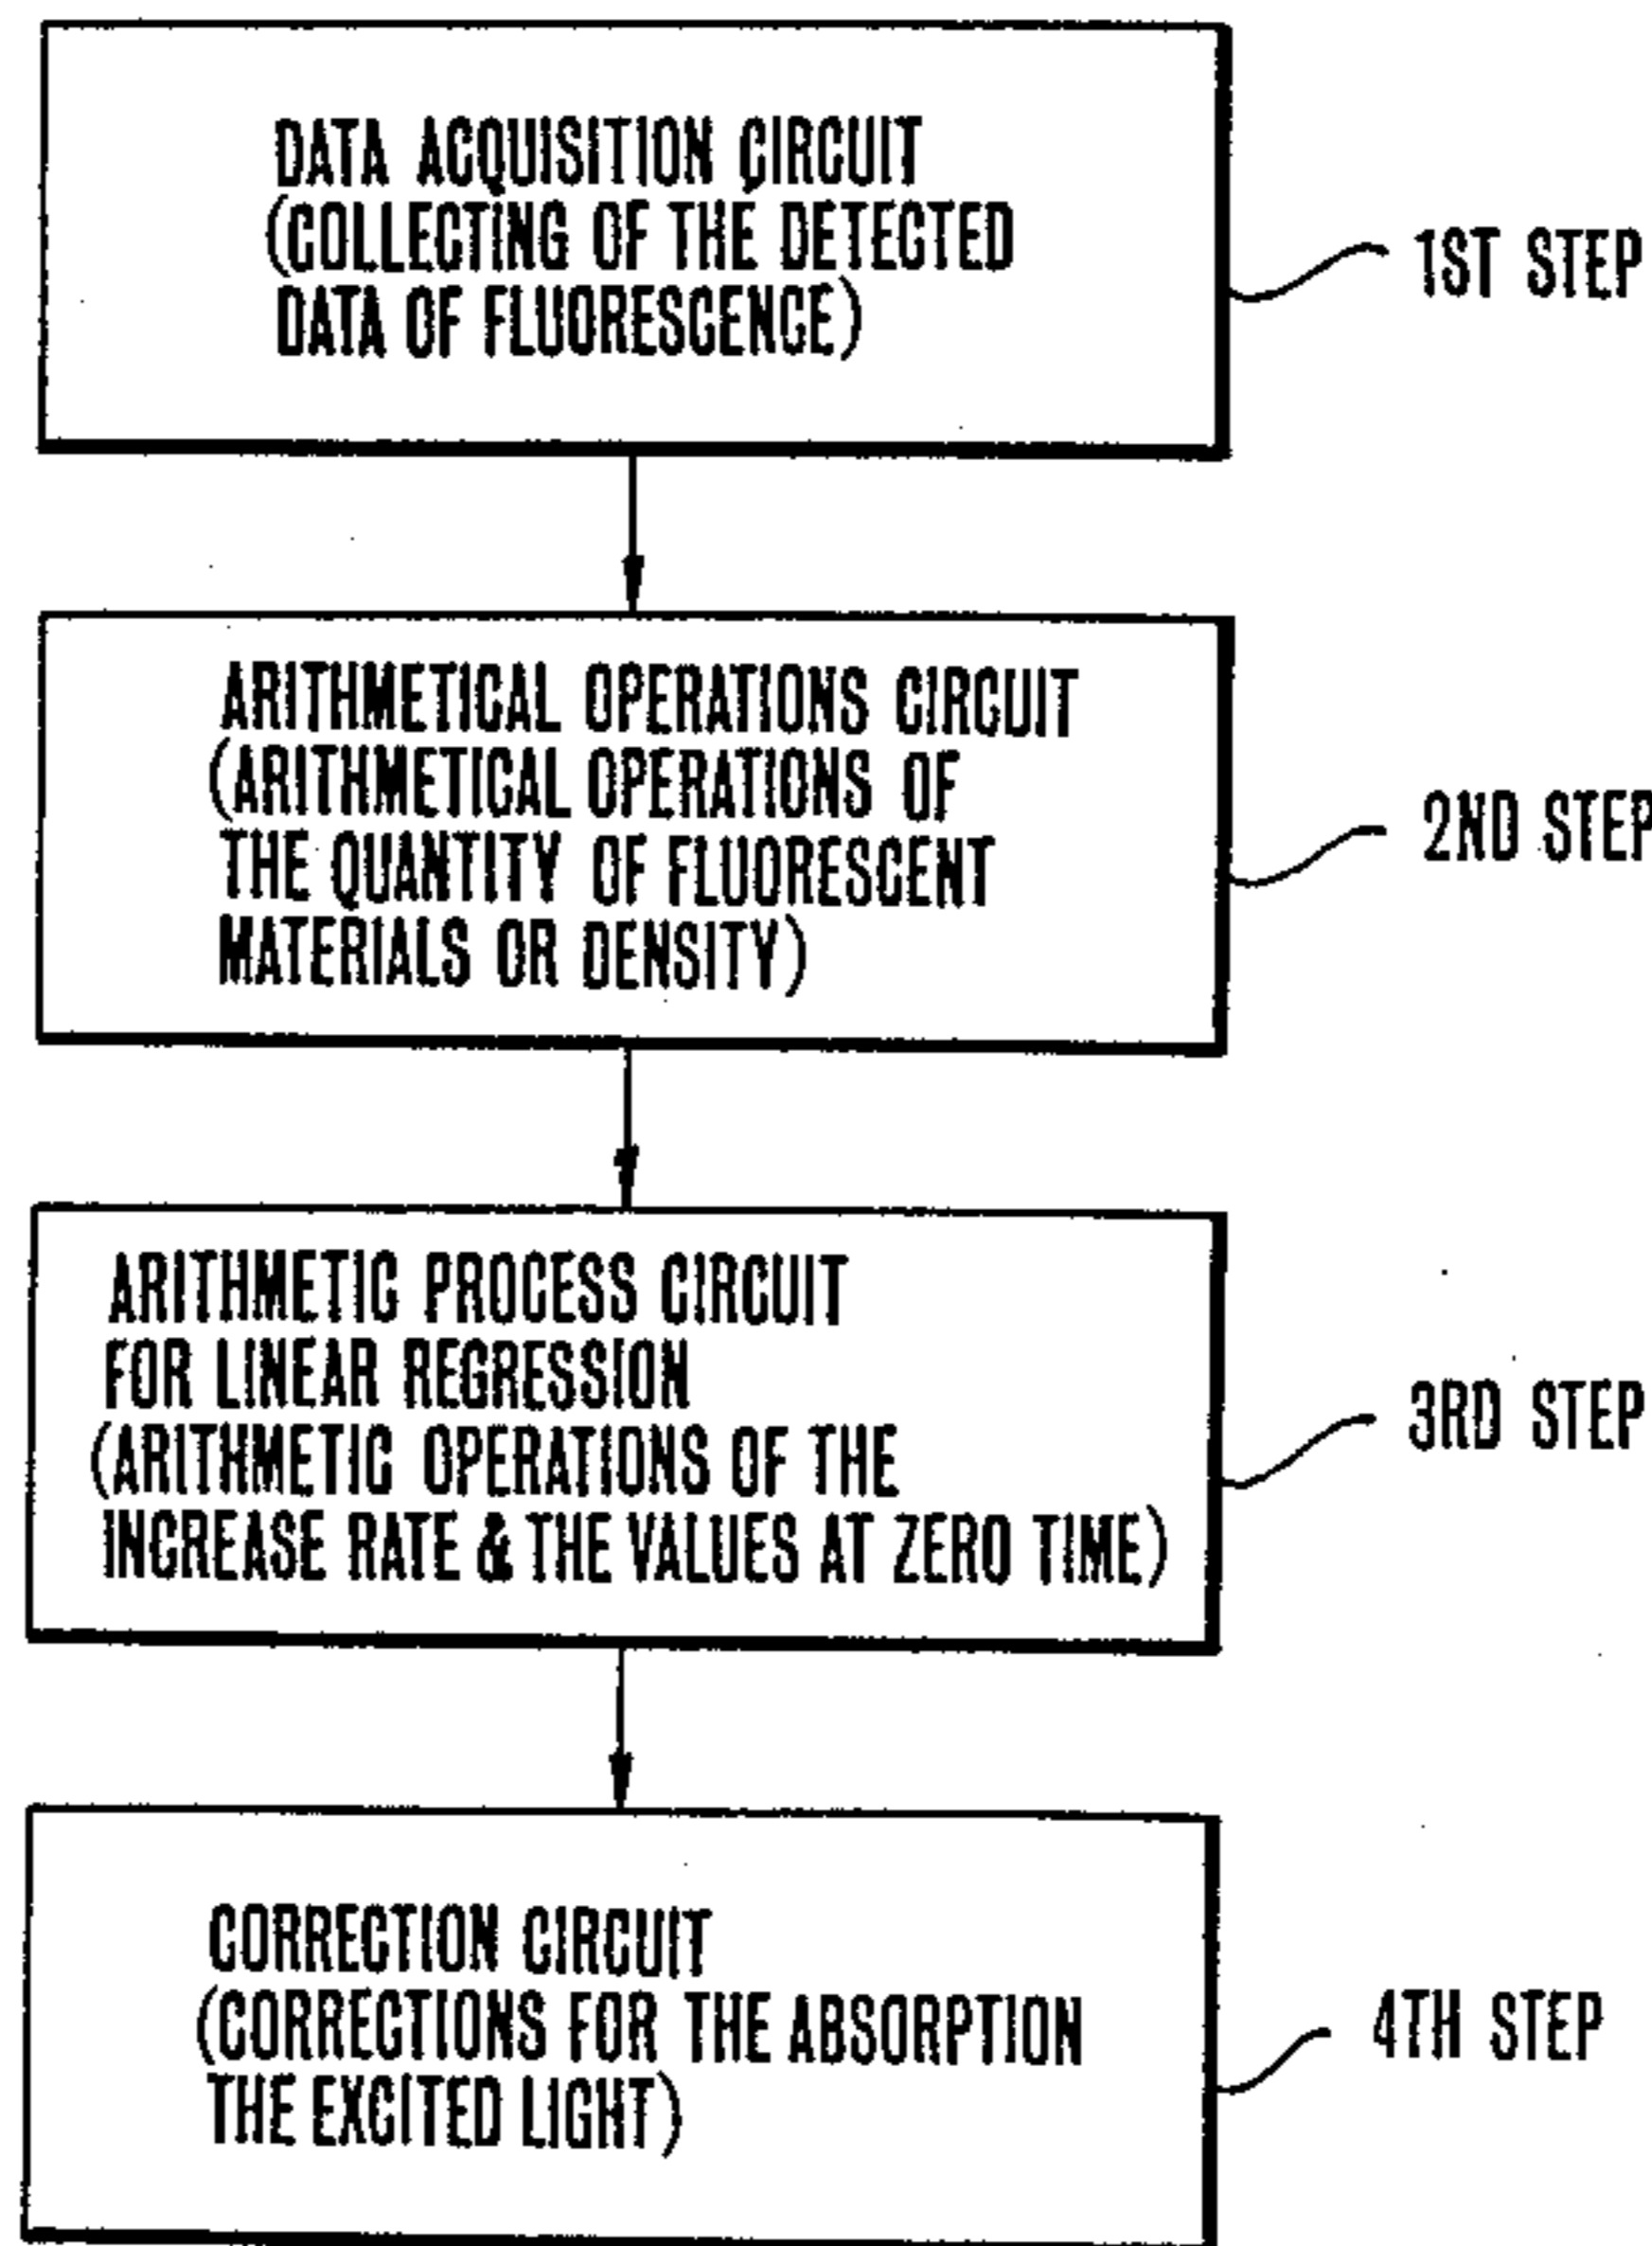 DATA ACQUISITION CIRCUIT
(COLLECTING OF THE DETECTED
DATA OF FLUORESCENCE)
1ST STEP
ARITHMETICAL OPERATIONS CIRCUIT
(ARITHMETICAL OPERATIONS OF
THE QUANTITY OF FLUORESCENT
MATERIALS OR DENSITY)
2ND STEP
ARITHMETIC PROCESS CIRCUIT
FOR LINEAR REGRESSION
(ARITHMETIC OPERATIONS OF THE
INCREASE RATE & THE VALUES AT ZERO TIME)
3RD STEP
CORRECTION CIRCUIT
(CORRECTIONS FOR THE ABSORPTION
THE EXCITED LIGHT)
4TH STEP